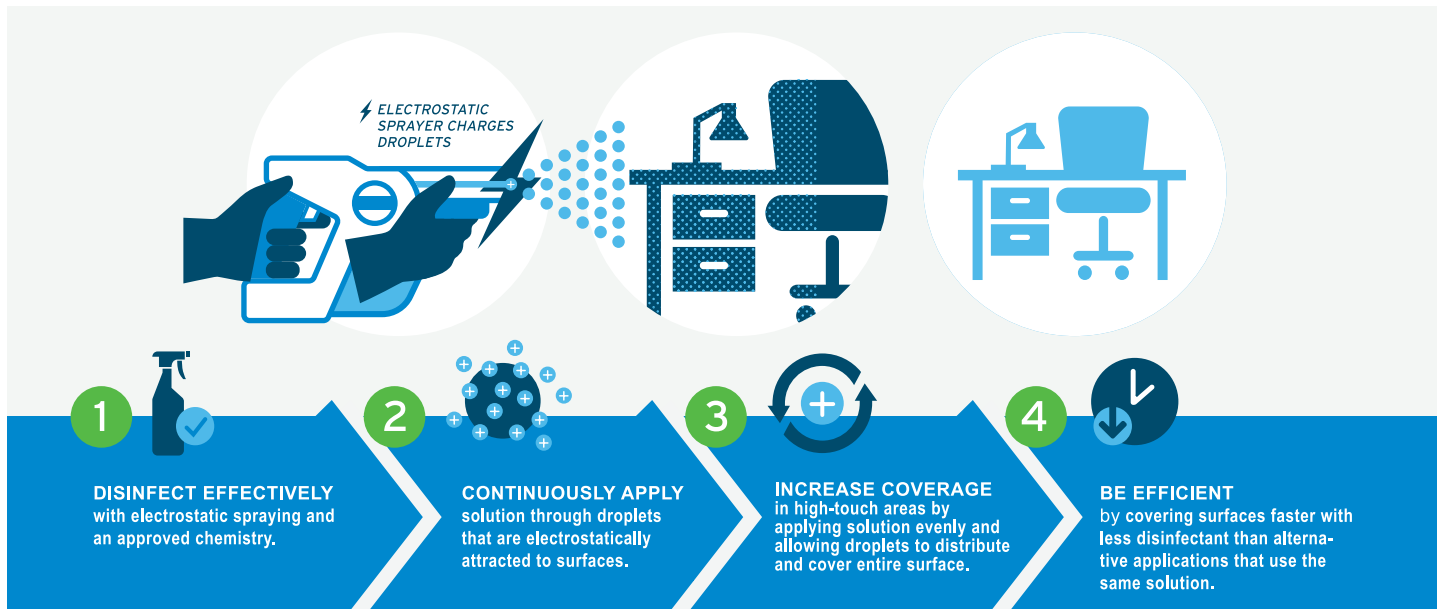 ELECTROSTATIC
SPRAYER CHARGES
DROPLETS
1
DISINFECT EFFECTIVELY
with electrostatic spraying and
an approved chemistry.
2
CONTINUOUSLY APPLY
solution through droplets
that are electrostatically
attracted to surfaces.
3
INCREASE COVERAGE
in high-touch areas by
applying solution evenly and
allowing droplets to distribute
and cover entire surface.
4
BE EFFICIENT
by covering surfaces faster with
less disinfectant than alterna-
tive applications that use the
same solution.